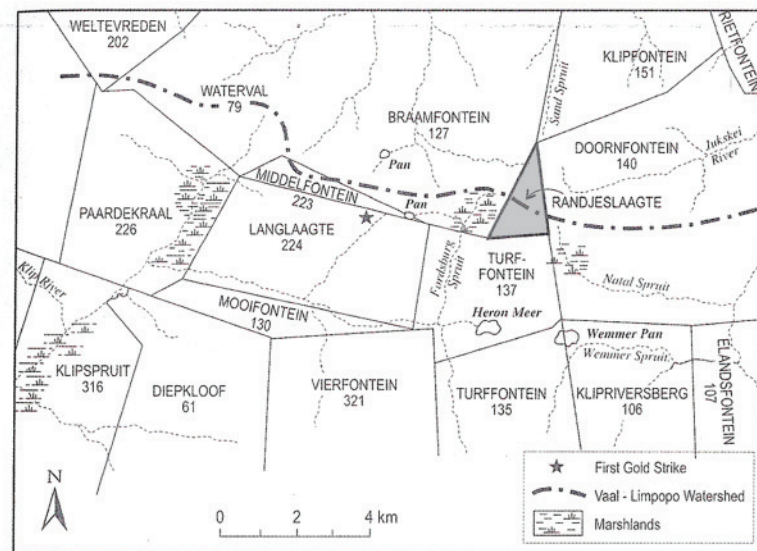 WELTEVREDEN
202
WATERVAL
79
BRAAMFONTEIN
127
Sand Spruit
KLIPFONTEIN
151
RIETFONTEIN
DOORNFONTEIN
140
Jukskei
River
Pan
MIDDELFONTEIN
223
Pan
RANDJESLAAGTE
PAARDEKRAAL
226
LANGLAAGTE
224
Fordsburg
Spruit
TURF-
FONTEIN
137
Natal Spruit
Klip River
MOOIFONTEIN
130
Heron Meer
Wemmer Pan
Wemmer Spruit
KLIPSPRUIT
316
DIEPKLOOF
61
VIERFONTEIN
321
TURFFONTEIN
135
KLIPRIVERSBERG
106
ELANDSFONTEIN
107
N
0 2 4 km
First Gold Strike
Vaal - Limpopo Watershed
Marshlands